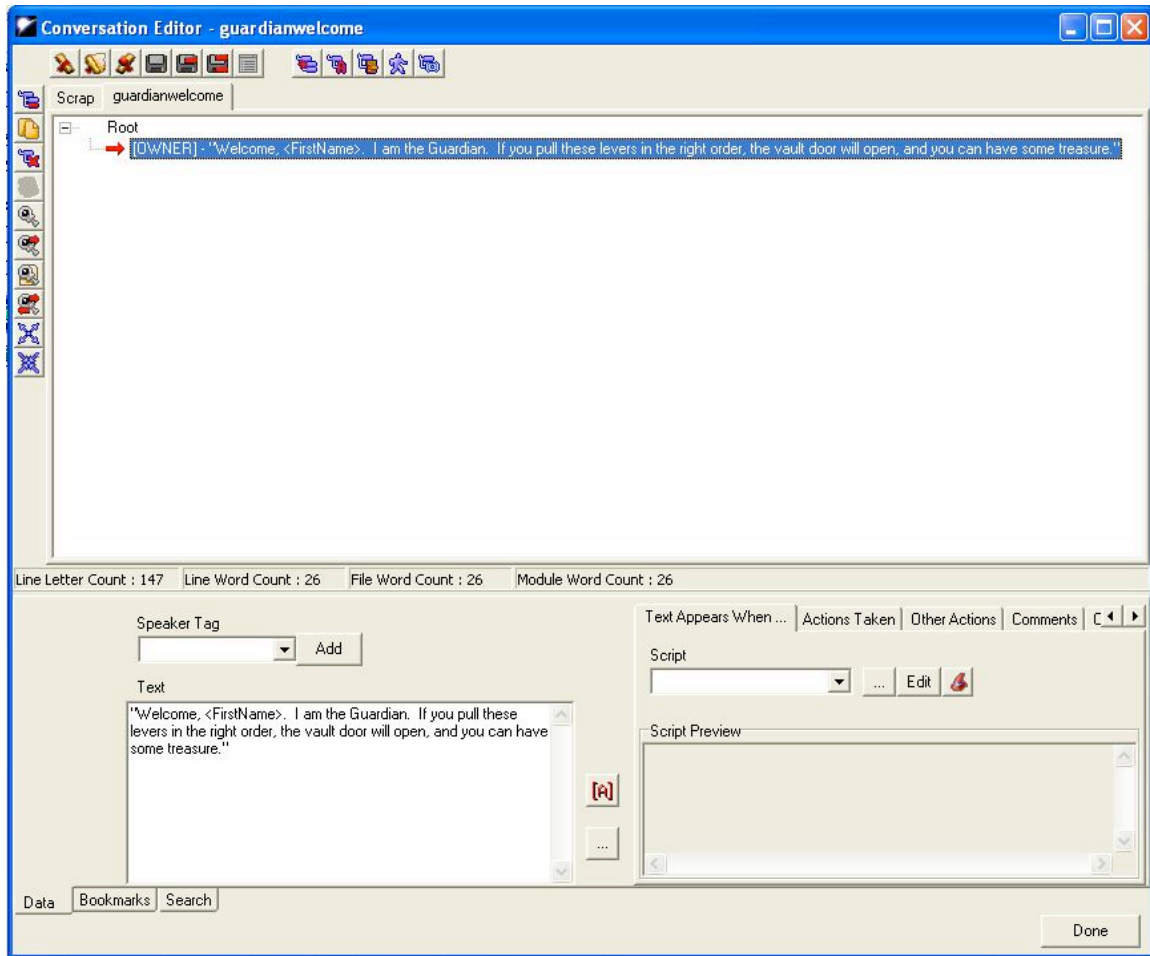 Conversation Editor - guardianwelcome
Scrap guardianwelcome
Root
[OWNER] - "Welcome, <FirstName>.  I am the Guardian.  If you pull these levers in the right order, the vault door will open, and you can have some treasure."
Line Letter Count : 147 Line Word Count : 26 File Word Count : 26 Module Word Count : 26
Speaker Tag
Add
Text
"Welcome, <FirstName>.  I am the Guardian.  If you pull these
levers in the right order, the vault door will open, and you can have
some treasure."
[A]
...
Text Appears When ... Actions Taken Other Actions Comments
Script
... Edit
Script Preview
Data Bookmarks Search
Done